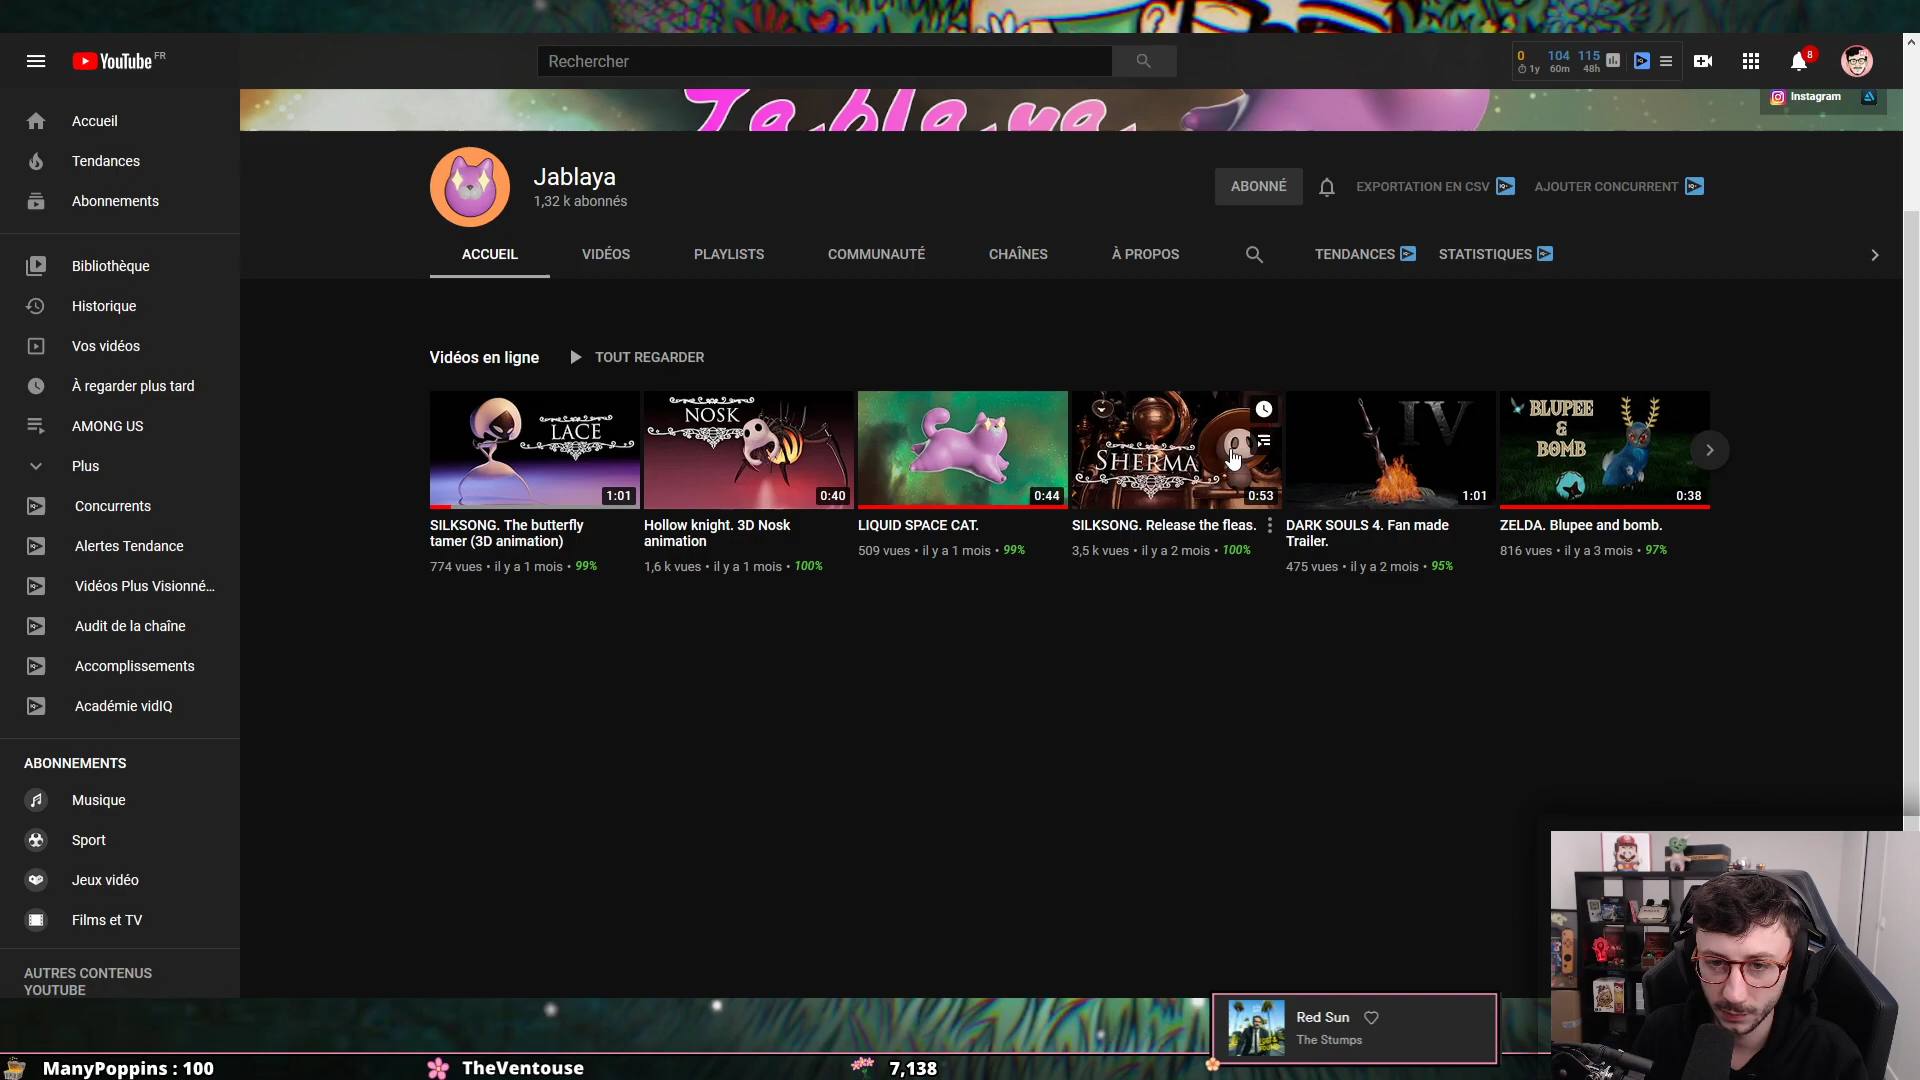 YouTube FR
Rechercher
0 104 115
1y 60m 48h
8
Accueil
Tendances
Abonnements
Bibliothèque
Historique
Vos vidéos
À regarder plus tard
AMONG US
Plus
Concurrents
Alertes Tendance
Vidéos Plus Visionné...
Audit de la chaîne
Accomplissements
Académie vidIQ
ABONNEMENTS
Musique
Sport
Jeux vidéo
Films et TV
AUTRES CONTENUS
YOUTUBE
Jablaya
Instagram
Jablaya
1,32 k abonnés
ABONNÉ
EXPORTATION EN CSV
AJOUTER CONCURRENT
ACCUEIL
VIDÉOS
PLAYLISTS
COMMUNAUTÉ
CHAÎNES
À PROPOS
TENDANCES
STATISTIQUES
Vidéos en ligne
TOUT REGARDER
LACE
1:01
SILKSONG. The butterfly
tamer (3D animation)
774 vues • il y a 1 mois • 99%
NOSK
0:40
Hollow knight. 3D Nosk
animation
1,6 k vues • il y a 1 mois • 100%
0:44
LIQUID SPACE CAT.
509 vues • il y a 1 mois • 99%
SHERMA
0:53
SILKSONG. Release the fleas.
3,5 k vues • il y a 2 mois • 100%
IV
1:01
DARK SOULS 4. Fan made
Trailer.
475 vues • il y a 2 mois • 95%
BLUPEE
&
BOMB
0:38
ZELDA. Blupee and bomb.
816 vues • il y a 3 mois • 97%
Red Sun
The Stumps
ManyPoppins : 100
TheVentouse
7,138